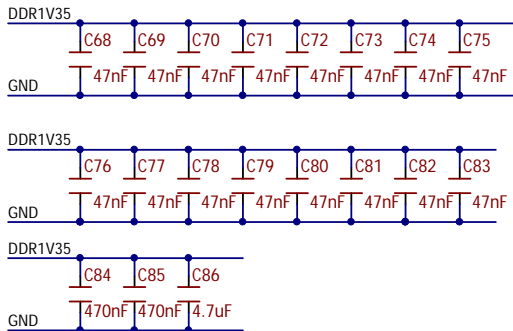 DDR1V35
C68 C69 C70 C71 C72 C73 C74 C75
47nF 47nF 47nF 47nF 47nF 47nF 47nF 47nF
GND
DDR1V35
C76 C77 C78 C79 C80 C81 C82 C83
47nF 47nF 47nF 47nF 47nF 47nF 47nF 47nF
GND
DDR1V35
C84 C85 C86
470nF 470nF 4.7uF
GND